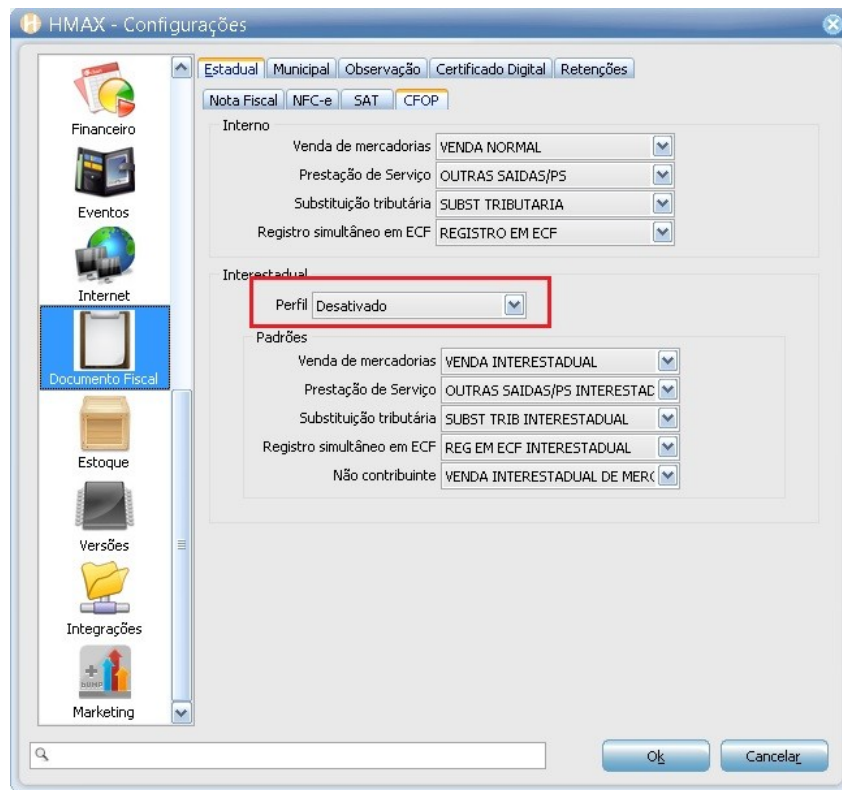 HMAX - Configurações
Financeiro
Eventos
Internet
Documento Fiscal
Estoque
Versões
Integrações
Marketing
Estadual Municipal Observação Certificado Digital Retenções
Nota Fiscal NFC-e SAT CFOP
Interno
Venda de mercadorias VENDA NORMAL
Prestação de Serviço OUTRAS SAIDAS/PS
Substituição tributária SUBST TRIBUTARIA
Registro simultâneo em ECF REGISTRO EM ECF
Interestadual
Perfil Desativado
Padrões
Venda de mercadorias VENDA INTERESTADUAL
Prestação de Serviço OUTRAS SAIDAS/PS INTERESTAD
Substituição tributária SUBST TRIB INTERESTADUAL
Registro simultâneo em ECF REG EM ECF INTERESTADUAL
Não contribuinte VENDA INTERESTADUAL DE MERC
Ok Cancelar